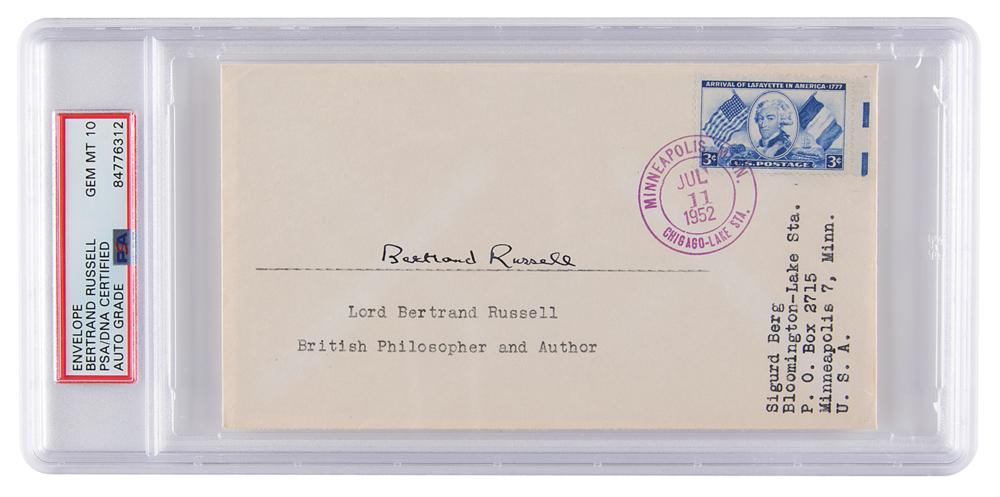 ENVELOPE
BERTRAND RUSSELL
PSA/DNA CERTIFIED
AUTO GRADE
PSA
GEM MT 10
84776312
ARRIVAL OF LAFAYETTE IN AMERICA-1777
3¢ U.S. POSTAGE 3¢
MINNEAPOLIS, MINN.
JUL
11
1952
CHICAGO-LAKE STA.
Bertrand Russell
Lord Bertrand Russell
British Philosopher and Author
Sigurd Berg
Bloomington-Lake Sta.
P. O. Box 2715
Minneapolis 7, Minn.
U. S. A.